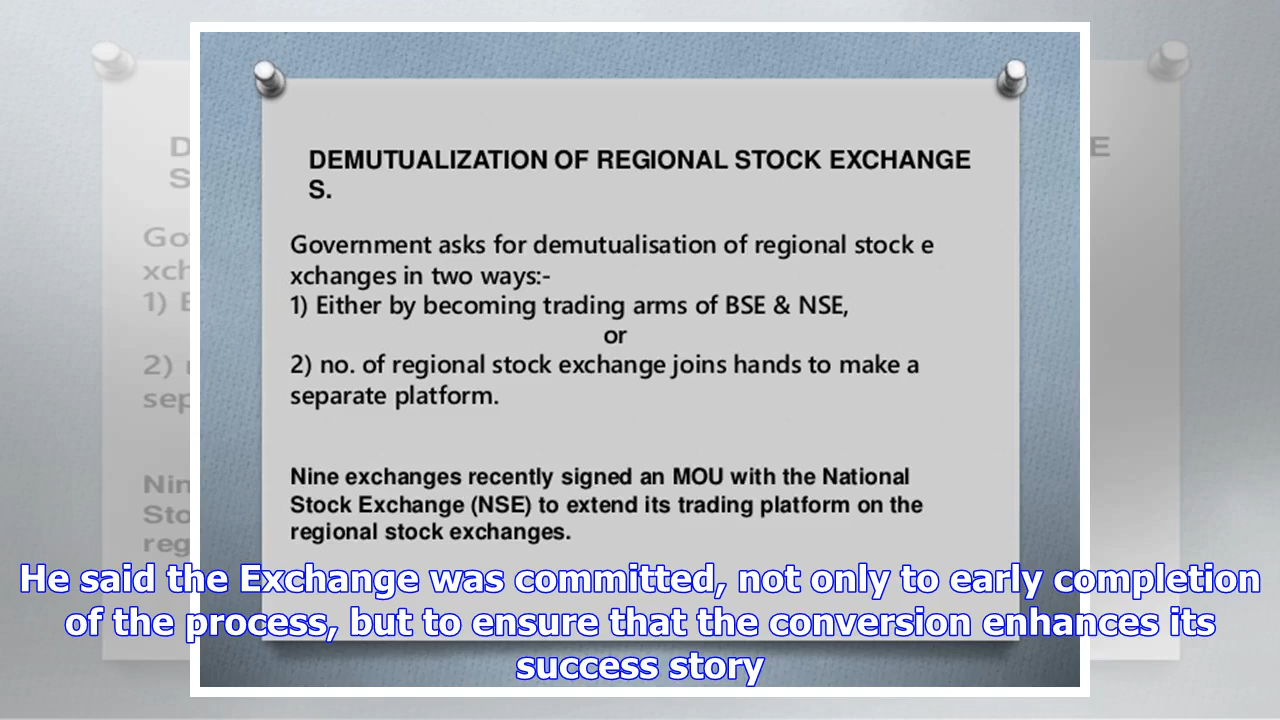 DEMUTUALIZATION OF REGIONAL STOCK EXCHANGE
S.
Government asks for demutualisation of regional stock e
xchanges in two ways:-
1) Either by becoming trading arms of BSE & NSE,
or
2) no. of regional stock exchange joins hands to make a
separate platform.
Nine exchanges recently signed an MOU with the National
Stock Exchange (NSE) to extend its trading platform on the
regional stock exchanges.
He said the Exchange was committed, not only to early completion
of the process, but to ensure that the conversion enhances its
success story